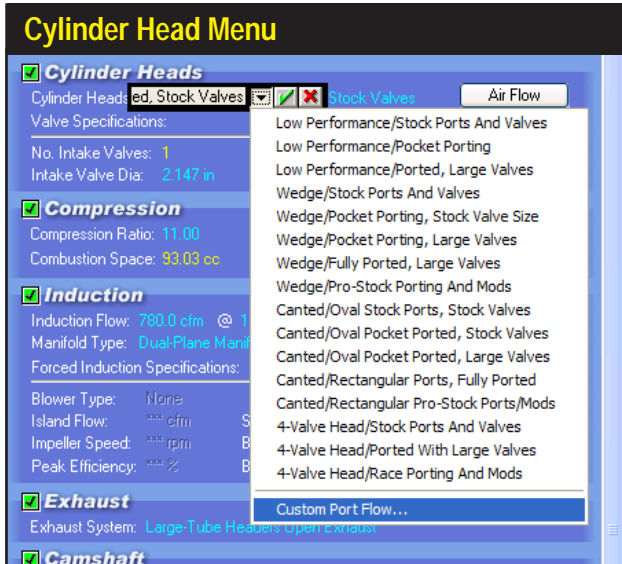 Cylinder Head Menu
Cylinder Heads
Cylinder Heads ed, Stock Valves Stock Valves Air Flow
Valve Specifications:
No. Intake Valves: 1
Intake Valve Dia: 2.147 in
Compression
Compression Ratio: 11.00
Combustion Space: 93.03 cc
Induction
Induction Flow: 780.0 cfm @ 1
Manifold Type: Dual-Plane Manif
Forced Induction Specifications:
Blower Type: None
Island Flow: *** cfm S
Impeller Speed: *** rpm B
Peak Efficiency: *** % B
Low Performance/Stock Ports And Valves
Low Performance/Pocket Porting
Low Performance/Ported, Large Valves
Wedge/Stock Ports And Valves
Wedge/Pocket Porting, Stock Valve Size
Wedge/Pocket Porting, Large Valves
Wedge/Fully Ported, Large Valves
Wedge/Pro-Stock Porting And Mods
Canted/Oval Stock Ports, Stock Valves
Canted/Oval Pocket Ported, Stock Valves
Canted/Oval Pocket Ported, Large Valves
Canted/Rectangular Ports, Fully Ported
Canted/Rectangular Pro-Stock Ports/Mods
4-Valve Head/Stock Ports And Valves
4-Valve Head/Ported With Large Valves
4-Valve Head/Race Porting And Mods
Custom Port Flow...
Exhaust
Exhaust System: Large-Tube Headers Open Exhaust
Camshaft